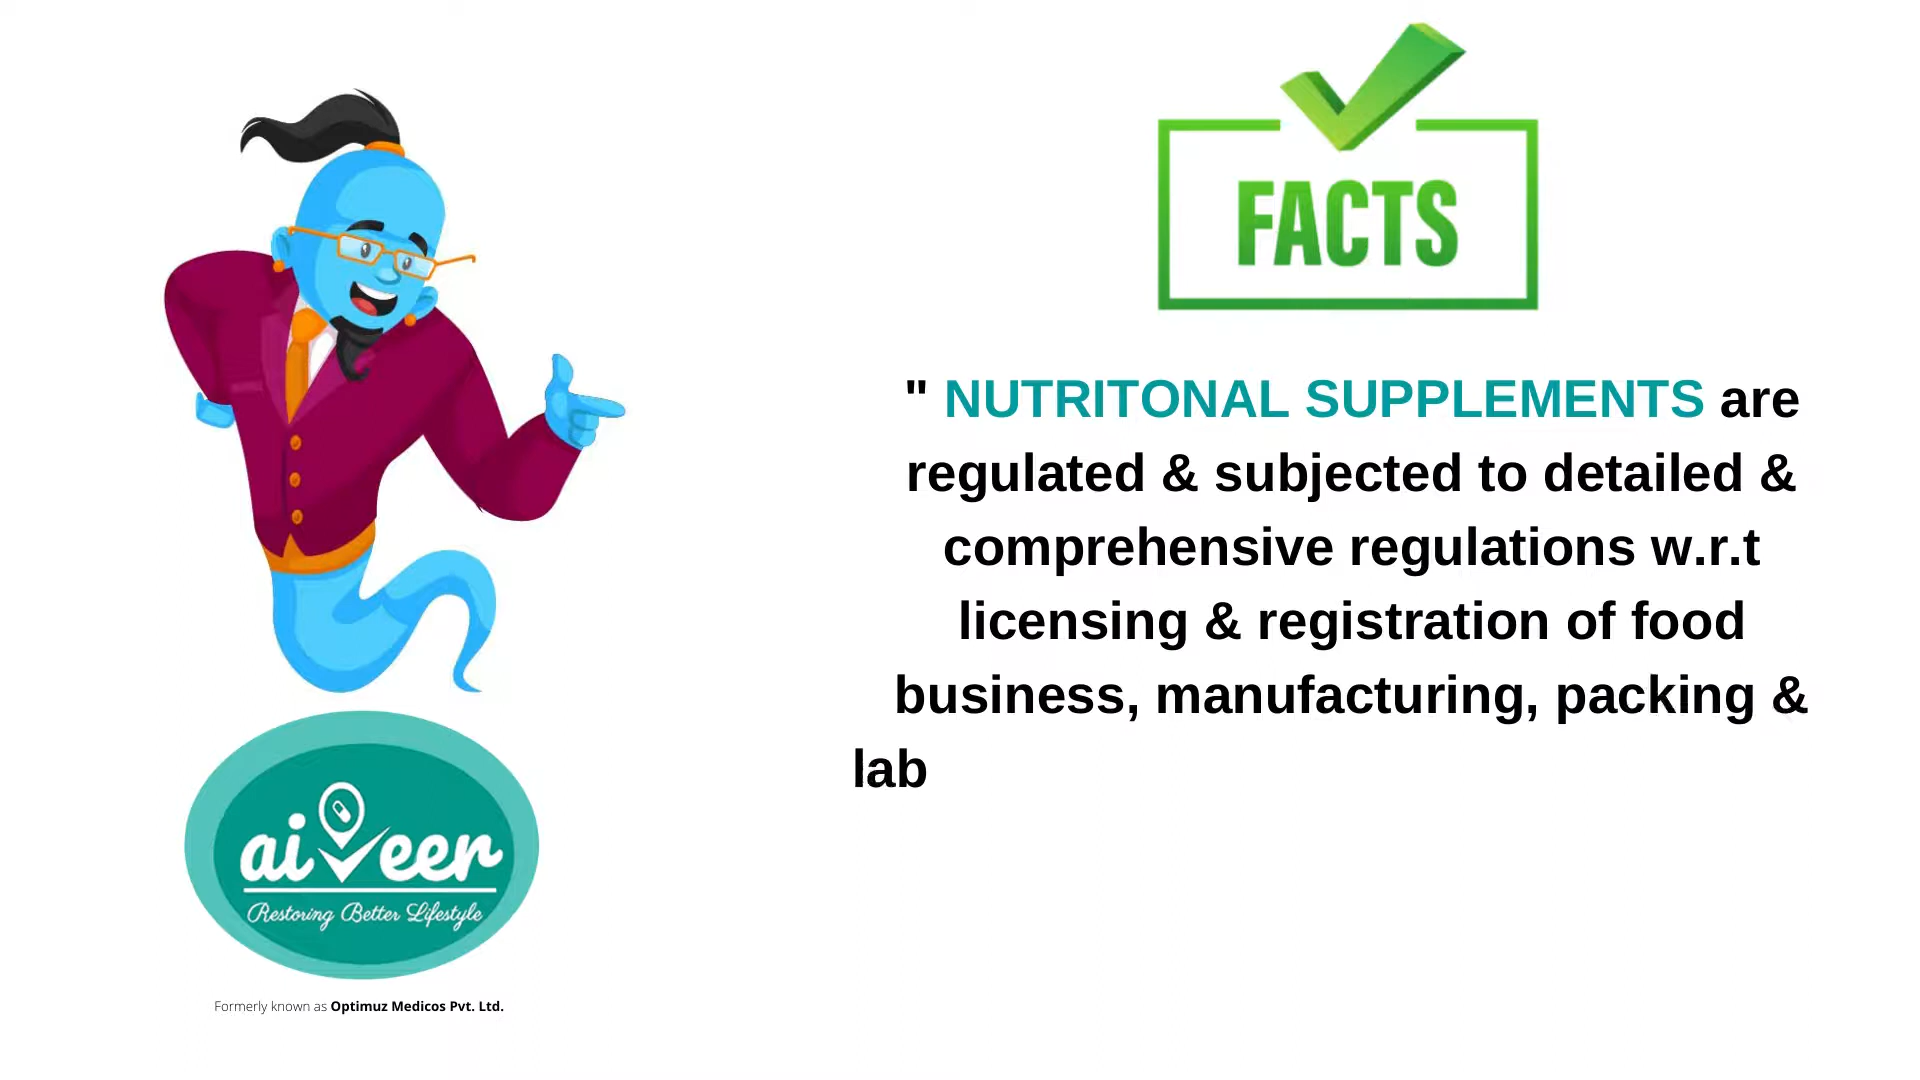 FACTS
" NUTRITONAL SUPPLEMENTS are
regulated & subjected to detailed &
comprehensive regulations w.r.t
licensing & registration of food
business, manufacturing, packing &
lab
aiveer
Restoring Better Lifestyle
Formerly known as Optimuz Medicos Pvt. Ltd.